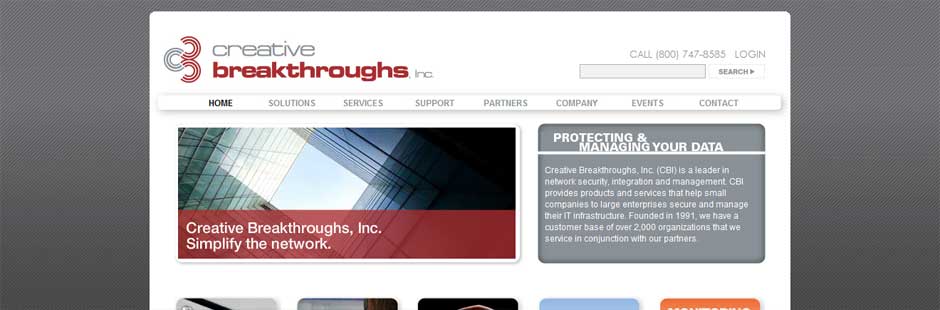 creative
breakthroughs, Inc.
CALL (800) 747-8585 LOGIN
SEARCH
HOME SOLUTIONS SERVICES SUPPORT PARTNERS COMPANY EVENTS CONTACT
Creative Breakthroughs, Inc.
Simplify the network.
PROTECTING &
MANAGING YOUR DATA
Creative Breakthroughs, Inc. (CBI) is a leader in
network security, integration and management. CBI
provides products and services that help small
companies to large enterprises secure and manage
their IT infrastructure. Founded in 1991, we have a
customer base of over 2,000 organizations that we
service in conjunction with our partners.
MONITORING